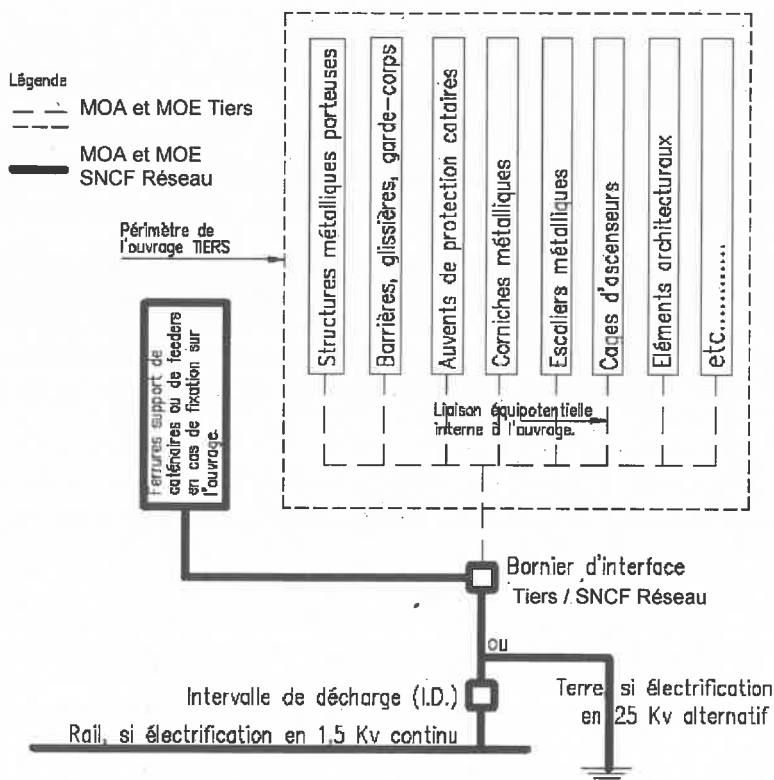 Légende
MOA et MOE Tiers
MOA et MOE
SNCF Réseau
Périmètre de
l'ouvrage TIERS
Structures métalliques porteuses
Barrières, glissières, garde-corps
Auvents de protection cataires
Corniches métalliques
Escaliers métalliques
Cages d'ascenseurs
Eléments architecturaux
etc...........
Liaison équipotentielle
interne à l'ouvrage.
Ferrures support de
caténaires ou de feeders
en cas de fixation sur
l'ouvrage.
Bornier d'interface
Tiers / SNCF Réseau
ou
Intervalle de décharge (I.D.)
Terre, si électrification
en 25 Kv alternatif
Rail, si électrification en 1,5 Kv continu